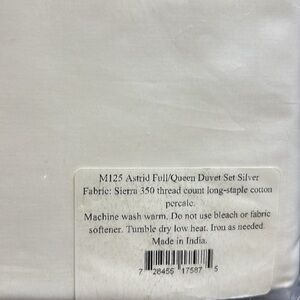 M125 Astrid Full/Queen Duvet Set Silver
Fabric: Sierra 350 thread count long-staple cotton
percale.
Machine wash warm. Do not use bleach or fabric
softener. Tumble dry low heat. Iron as needed.
Made in India.
7 28455 17587 5